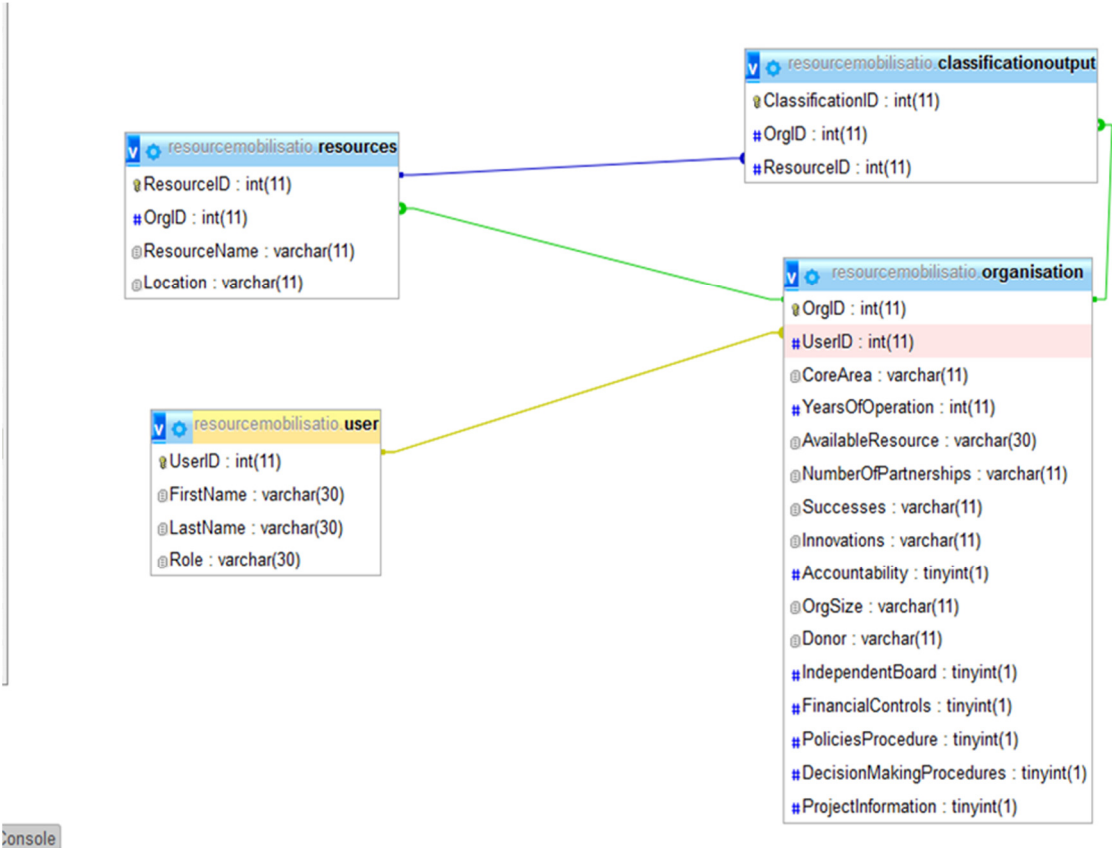 resourcemobilisatio.classificationoutput
ClassificationID : int(11)
#OrgID : int(11)
#ResourceID : int(11)
resourcemobilisatio.resources
ResourceID : int(11)
#OrgID : int(11)
ResourceName : varchar(11)
Location : varchar(11)
resourcemobilisatio.organisation
OrgID : int(11)
#UserID : int(11)
CoreArea : varchar(11)
#YearsOfOperation : int(11)
AvailableResource : varchar(30)
NumberOfPartnerships : varchar(11)
Successes : varchar(11)
Innovations : varchar(11)
#Accountability : tinyint(1)
OrgSize : varchar(11)
Donor : varchar(11)
#IndependentBoard : tinyint(1)
#FinancialControls : tinyint(1)
#PoliciesProcedure : tinyint(1)
#DecisionMakingProcedures : tinyint(1)
#ProjectInformation : tinyint(1)
resourcemobilisatio.user
UserID : int(11)
FirstName : varchar(30)
LastName : varchar(30)
Role : varchar(30)
Console